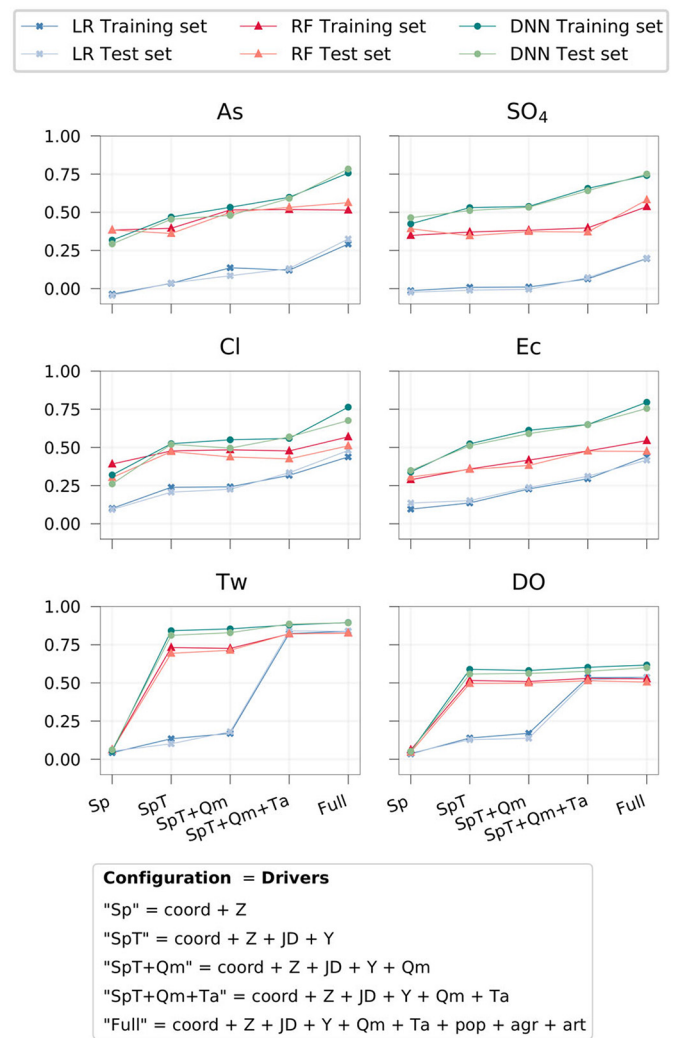 LR Training set RF Training set DNN Training set
LR Test set RF Test set DNN Test set
As SO₄
1.00
0.75
0.50
0.25
0.00
Cl Ec
1.00
0.75
0.50
0.25
0.00
Tw DO
1.00
0.75
0.50
0.25
0.00
Sp SpT SpT+Qm SpT+Qm+Ta Full Sp SpT SpT+Qm SpT+Qm+Ta Full
Configuration = Drivers
"Sp" = coord + Z
"SpT" = coord + Z + JD + Y
"SpT+Qm" = coord + Z + JD + Y + Qm
"SpT+Qm+Ta" = coord + Z + JD + Y + Qm + Ta
"Full" = coord + Z + JD + Y + Qm + Ta + pop + agr + art